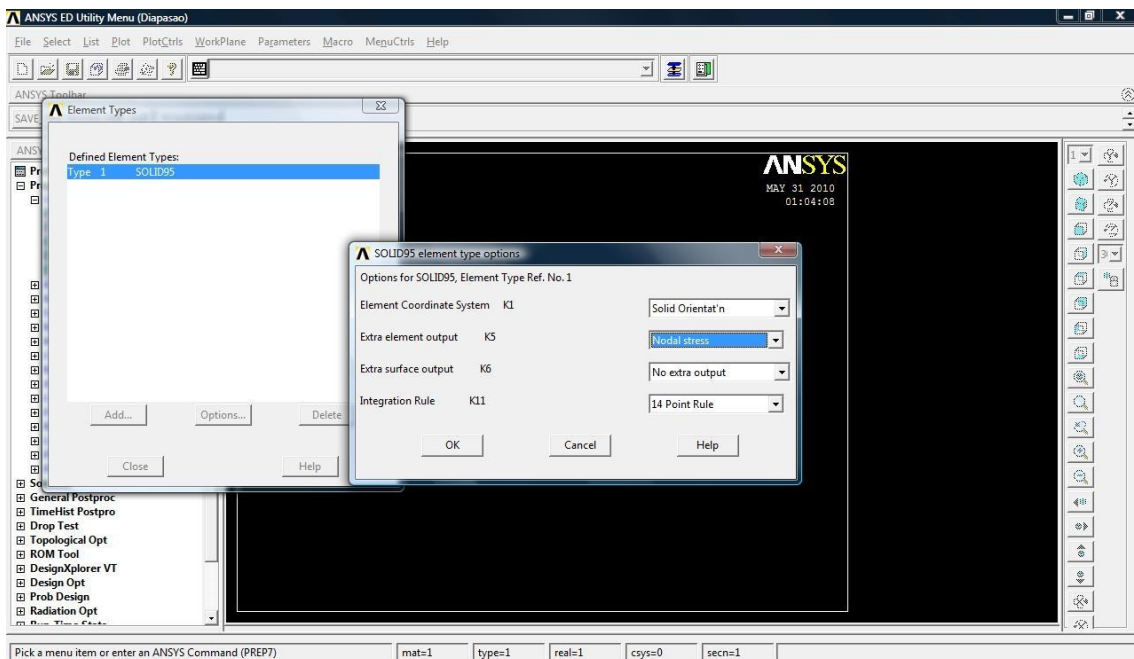 ANSYS ED Utility Menu (Diapasao)
File Select List Plot PlotCtrls WorkPlane Parameters Macro MenuCtrls Help
ANSYS Toolbar
SAVE
Element Types
Defined Element Types:
Type 1 SOLID95
Add... Options... Delete
Close Help
ANSYS
MAY 31 2010
01:04:08
1
3
SOLID95 element type options
Options for SOLID95, Element Type Ref. No. 1
Element Coordinate System K1 Solid Orientat'n
Extra element output K5 Nodal stress
Extra surface output K6 No extra output
Integration Rule K11 14 Point Rule
OK Cancel Help
General Postproc
TimeHist Postpro
Drop Test
Topological Opt
ROM Tool
DesignXplorer VT
Design Opt
Prob Design
Radiation Opt
Pick a menu item or enter an ANSYS Command (PREP7) mat=1 type=1 real=1 csys=0 secn=1